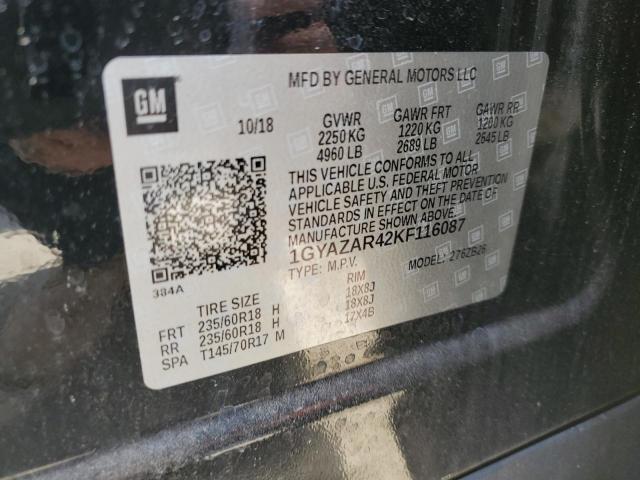 GM
MFD BY GENERAL MOTORS LLC
10/18 GVWR GAWR FRT GAWR RR
2250 KG 1220 KG 1200 KG
4960 LB 2689 LB 2645 LB
THIS VEHICLE CONFORMS TO ALL
APPLICABLE U.S. FEDERAL MOTOR
VEHICLE SAFETY AND THEFT PREVENTION
STANDARDS IN EFFECT ON THE DATE OF
MANUFACTURE SHOWN ABOVE.
1GYAZAR42KF116087
384A TYPE: M.P.V. MODEL: 276ZB26
TIRE SIZE RIM
FRT 235/60R18 H 18X8J
RR 235/60R18 H 18X8J
SPA T145/70R17 M 17X4B